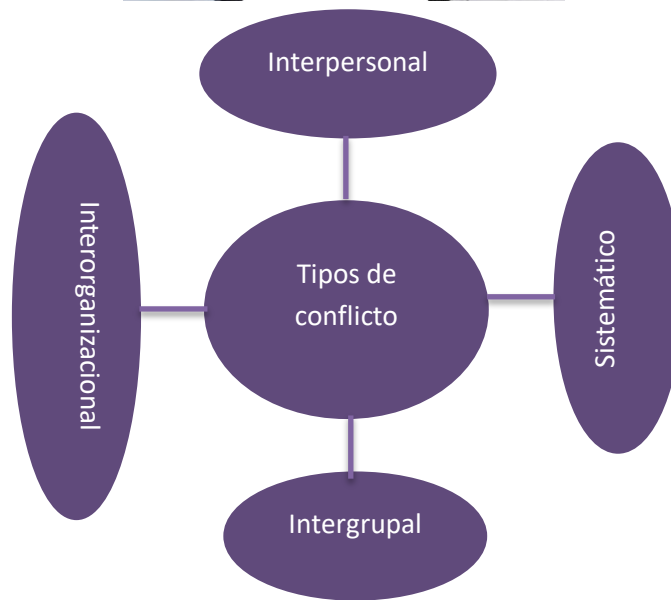 Interpersonal
Interorganizacional
Tipos de
conflicto
Sistemático
Intergrupal